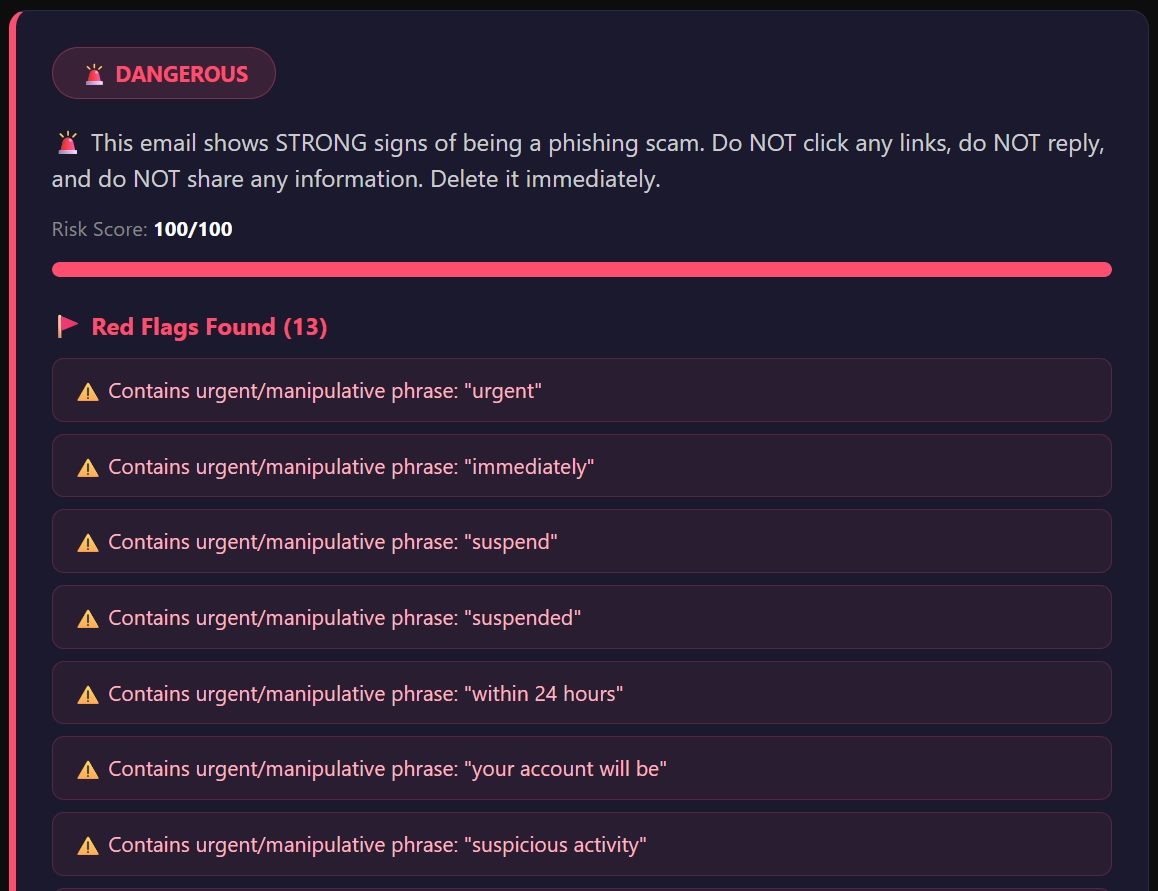 🚨 DANGEROUS
🚨 This email shows STRONG signs of being a phishing scam. Do NOT click any links, do NOT reply,
and do NOT share any information. Delete it immediately.
Risk Score: 100/100
🚩 Red Flags Found (13)
⚠️ Contains urgent/manipulative phrase: "urgent"
⚠️ Contains urgent/manipulative phrase: "immediately"
⚠️ Contains urgent/manipulative phrase: "suspend"
⚠️ Contains urgent/manipulative phrase: "suspended"
⚠️ Contains urgent/manipulative phrase: "within 24 hours"
⚠️ Contains urgent/manipulative phrase: "your account will be"
⚠️ Contains urgent/manipulative phrase: "suspicious activity"